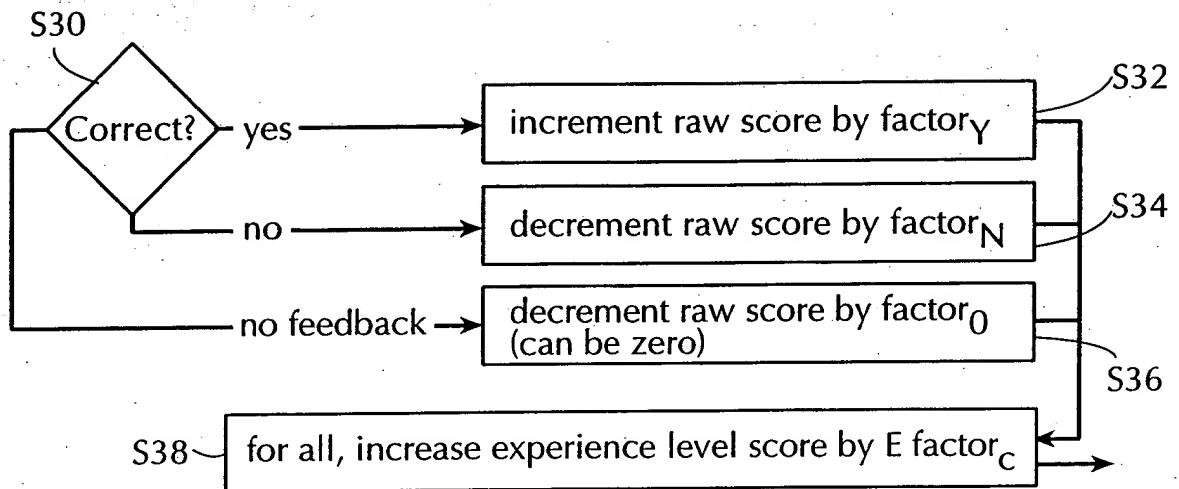 S30
Correct?
yes
increment raw score by factorY
S32
no
decrement raw score by factorN
S34
no feedback
decrement raw score by factor0
(can be zero)
S36
S38
for all, increase experience level score by E factorc